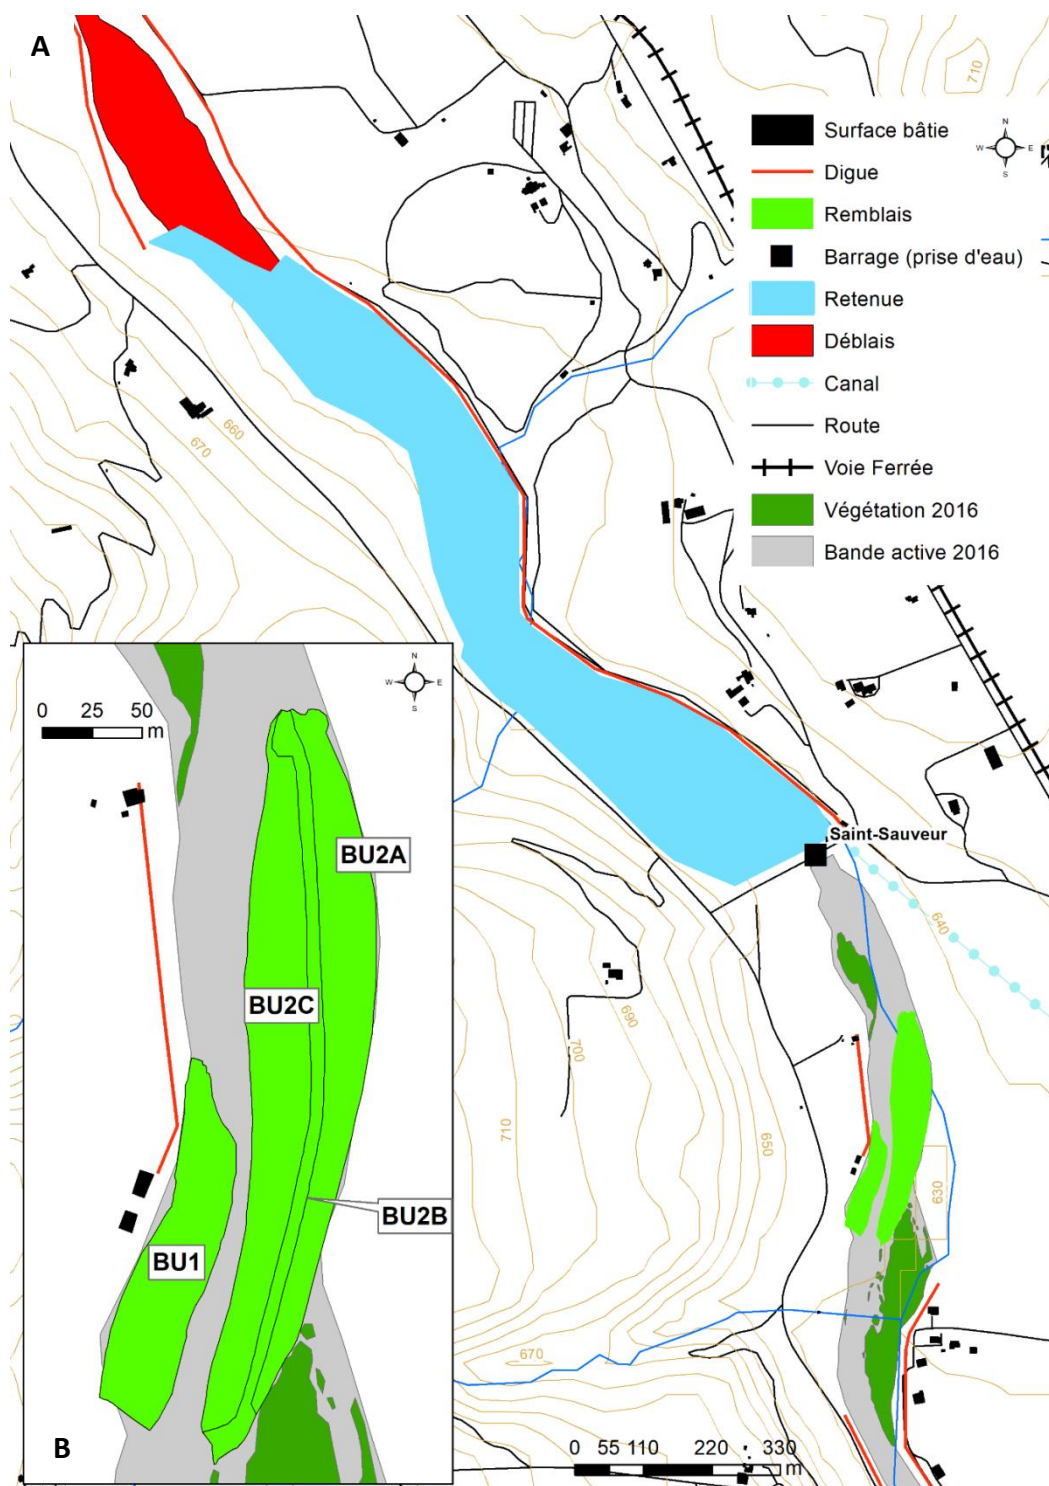 A
710
Surface bâtie
N
W E
S
Digue
Remblais
Barrage (prise d'eau)
Retenue
Déblais
Canal
Route
Voie Ferrée
Végétation 2016
Bande active 2016
660
670
N
W E
S
0 25 50
m
BU2A
BU2C
BU2B
BU1
B
Saint-Sauveur
640
690
700
710
650
630
670
0 55 110 220 330
m